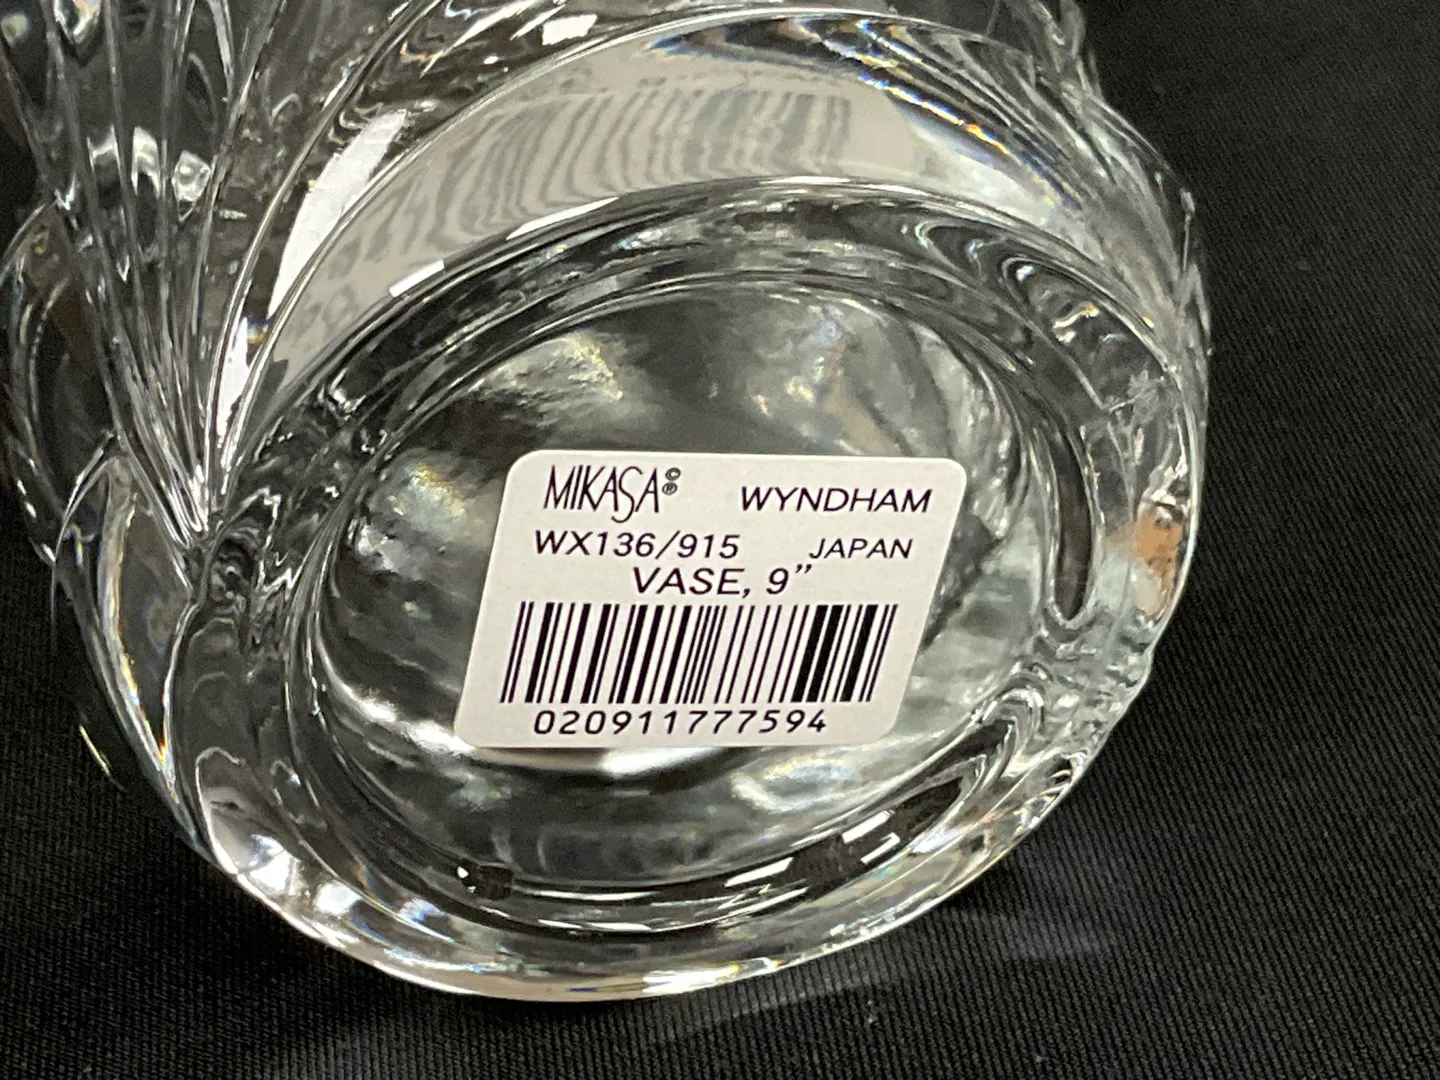 MIKASA©® WYNDHAM
WX136/915 JAPAN
VASE, 9”
020911777594